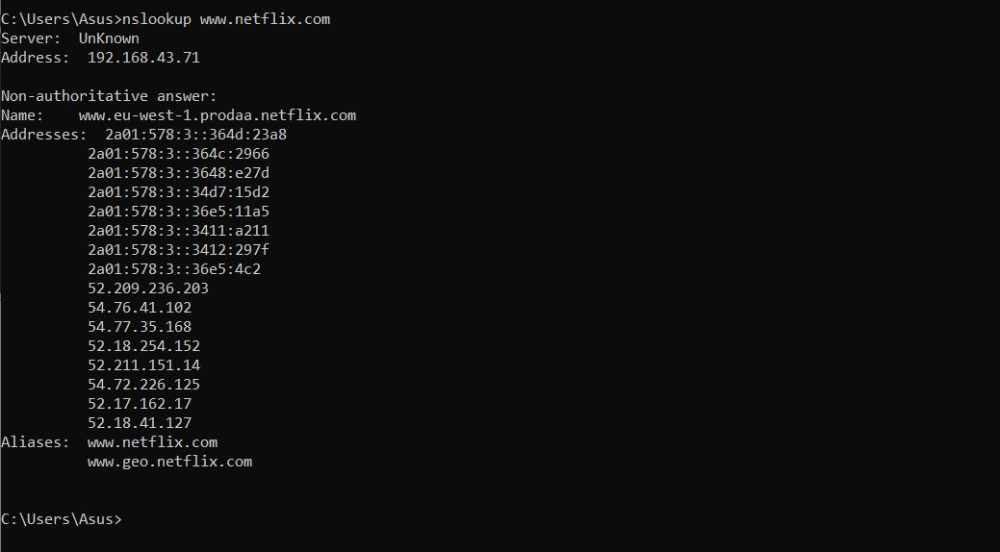 C:\Users\Asus>nslookup www.netflix.com
Server:  UnKnown
Address:  192.168.43.71
Non-authoritative answer:
Name:    www.eu-west-1.prodaa.netflix.com
Addresses:  2a01:578:3::364d:23a8
2a01:578:3::364c:2966
2a01:578:3::3648:e27d
2a01:578:3::34d7:15d2
2a01:578:3::36e5:11a5
2a01:578:3::3411:a211
2a01:578:3::3412:297f
2a01:578:3::36e5:4c2
52.209.236.203
54.76.41.102
54.77.35.168
52.18.254.152
52.211.151.14
54.72.226.125
52.17.162.17
52.18.41.127
Aliases:  www.netflix.com
www.geo.netflix.com
C:\Users\Asus>